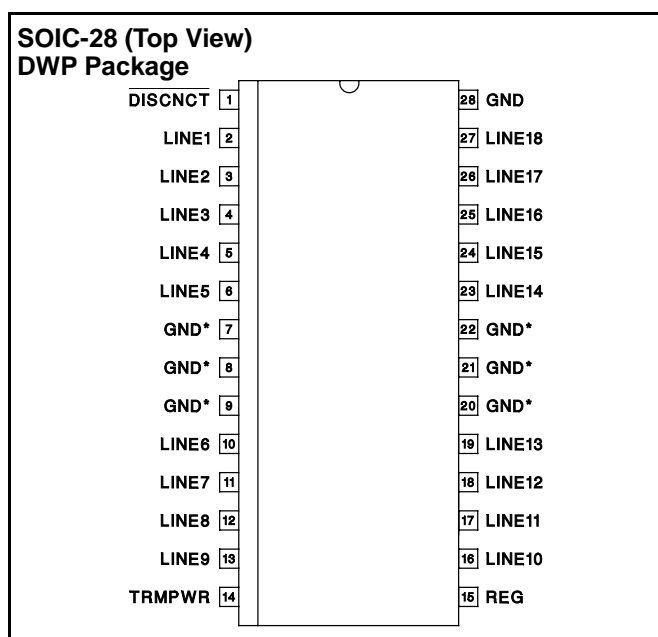 SOIC-28 (Top View)
DWP Package
DISCNCT 1 28 GND
LINE1 2 27 LINE18
LINE2 3 26 LINE17
LINE3 4 25 LINE16
LINE4 5 24 LINE15
LINE5 6 23 LINE14
GND* 7 22 GND*
GND* 8 21 GND*
GND* 9 20 GND*
LINE6 10 19 LINE13
LINE7 11 18 LINE12
LINE8 12 17 LINE11
LINE9 13 16 LINE10
TRMPWR 14 15 REG